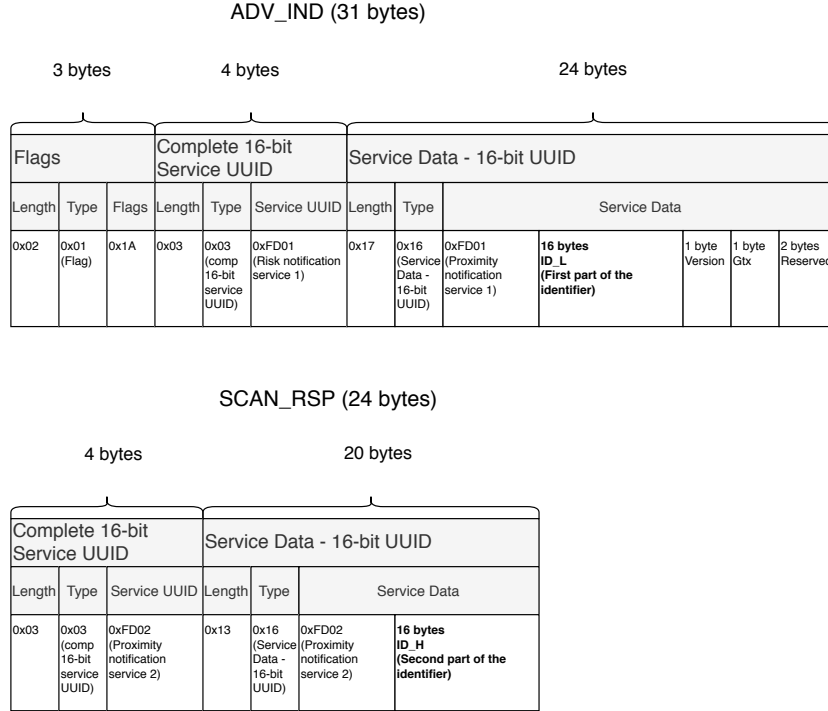 ADV_IND (31 bytes)
3 bytes 4 bytes 24 bytes
Flags Complete 16-bit Service UUID Service Data - 16-bit UUID
Length Type Flags Length Type Service UUID Length Type Service Data
0x02
0x01
(Flag)
0x1A
0x03
0x03
(comp
16-bit
service
UUID)
0xFD01
(Risk notification
service 1)
0x17
0x16
(Service
Data -
16-bit
UUID)
0xFD01
(Proximity
notification
service 1)
16 bytes
ID_L
(First part of the
identifier)
1 byte
Version
1 byte
Gtx
2 bytes
Reserved
SCAN_RSP (24 bytes)
4 bytes 20 bytes
Complete 16-bit
Service UUID
Service Data - 16-bit UUID
Length Type Service UUID Length Type Service Data
0x03
0x03
(comp
16-bit
service
UUID)
0xFD02
(Proximity
notification
service 2)
0x13
0x16
(Service
Data -
16-bit
UUID)
0xFD02
(Proximity
notification
service 2)
16 bytes
ID_H
(Second part of the
identifier)